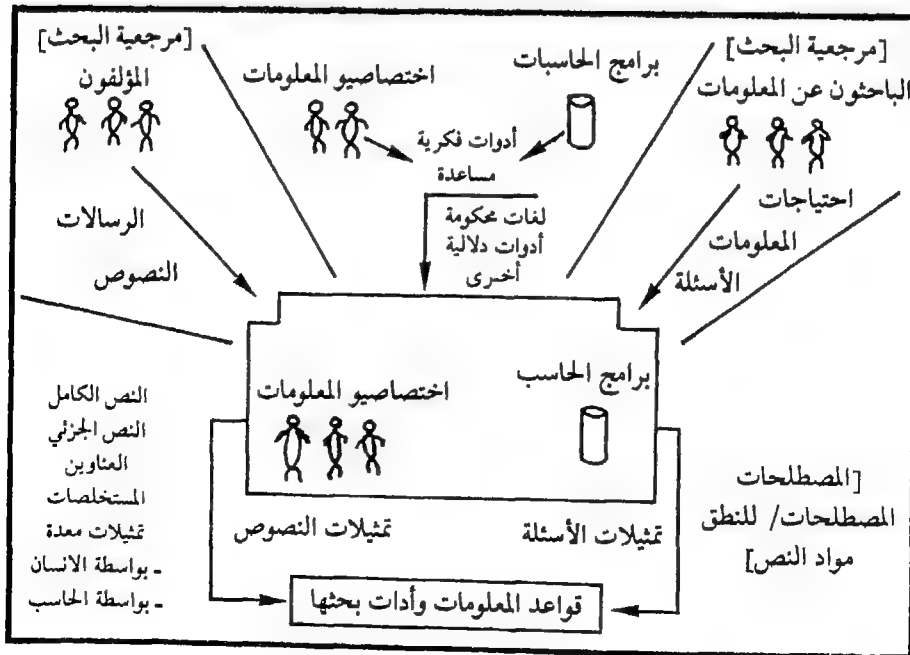 [مرجعية البحث]
الباحثون عن المعلومات
احتياجات
المعلومات
الأسئلة
برامج الحاسبات
اختصاصيو المعلومات
أدوات فكرية
مساعدة
لغات محكومة
أدوات دلالية
أخرى
[مرجعية البحث]
المؤلفون
الرسالات
النصوص
برامج الحاسب
اختصاصيو المعلومات
[المصطلحات
المصطلحات/ للنطق
مواد النص]
تمثيلات الأسئلة
تمثيلات النصوص
النص الكامل
النص الجزئي
العناوين
المستخلصات
تمثيلات معدة
ـ بواسطة الانسان
ـ بواسطة الحاسب
قواعد المعلومات وأدات بحثها